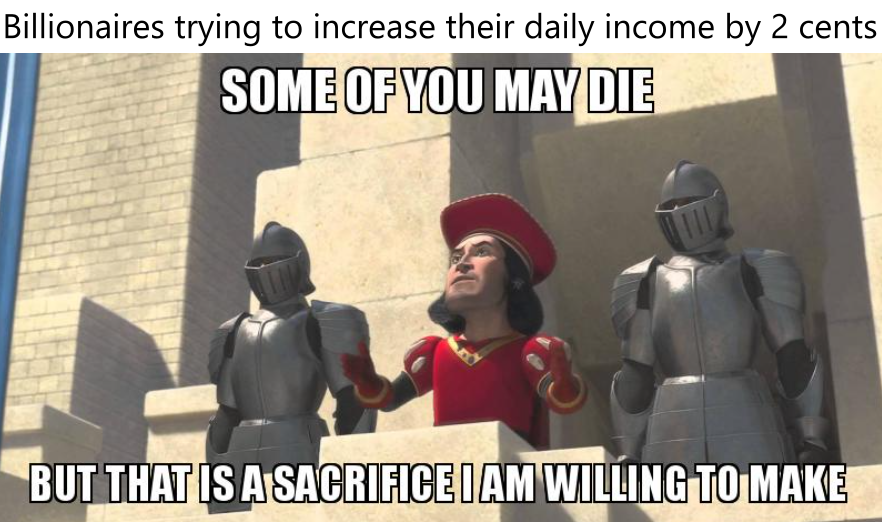 Billionaires trying to increase their daily income by 2 cents
SOME OF YOU MAY DIE
BUT THAT IS A SACRIFICE I AM WILLING TO MAKE